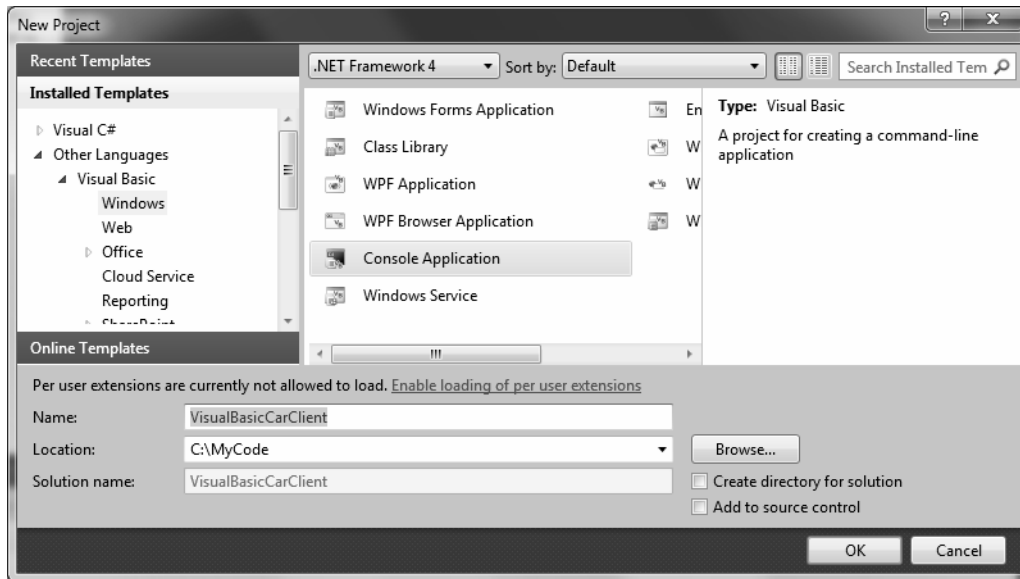 New Project
Recent Templates
Installed Templates
Visual C#
Other Languages
Visual Basic
Windows
Web
Office
Cloud Service
Reporting
SharePoint
Online Templates
.NET Framework 4
Sort by: Default
Search Installed Tem
Windows Forms Application
Class Library
WPF Application
WPF Browser Application
Console Application
Windows Service
En
W
W
W
Type: Visual Basic
A project for creating a command-line
application
Per user extensions are currently not allowed to load. Enable loading of per user extensions
Name: VisualBasicCarClient
Location: C:\MyCode
Browse...
Solution name: VisualBasicCarClient
Create directory for solution
Add to source control
OK
Cancel